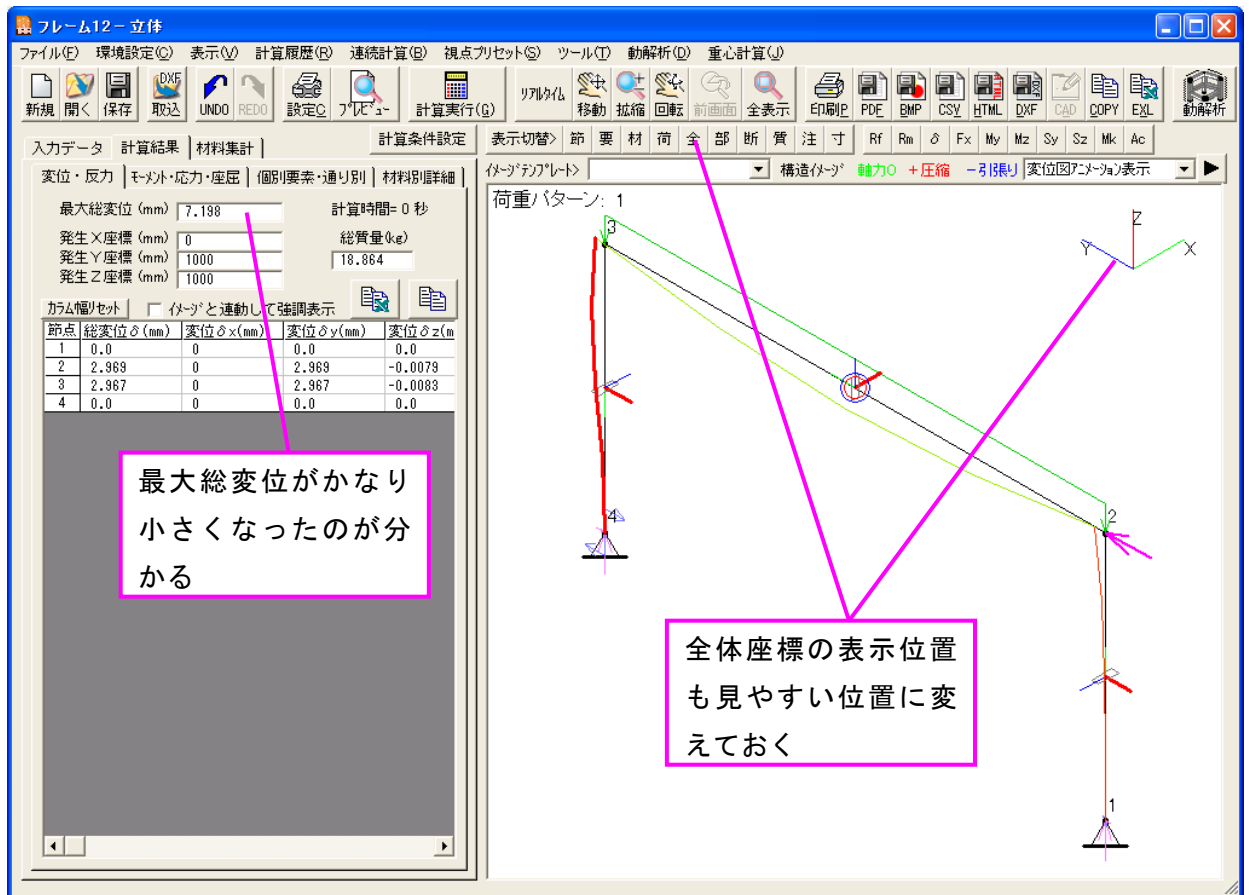 フレーム12－立体
ファイル(F) 環境設定(C) 表示(V) 計算履歴(R) 連続計算(B) 視点プリセット(S) ツール(T) 動解析(D) 重心計算(J)
新規 開く 保存 取込 UNDO REDO 設定C プレビュー 計算実行(G) リアルタイム 移動 拡縮 回転 前画面 全表示 印刷P PDF BMP CSV HTML DXF CAD COPY EXL 動解析
入力データ 計算結果 材料集計 計算条件設定 表示切替> 節 要 材 荷 全 部 断 質 注 寸 Rf Rm δ Fx My Mz Sy Sz Mk Ac
変位・反力 モーメント・応力・座屈 個別要素・通り別 材料別詳細
イメージテンプレート> 構造イメージ 軸力0 +圧縮 -引張り 変位図アニメーション表示
最大総変位 (mm) 7.198 計算時間= 0 秒
発生X座標 (mm) 0 総質量(kg)
発生Y座標 (mm) 1000 18.864
発生Z座標 (mm) 1000
カラム幅リセット イメージと連動して強調表示
節点 総変位δ(mm) 変位δx(mm) 変位δy(mm) 変位δz(m
1 0.0 0 0.0 0.0
2 2.969 0 2.969 -0.0079
3 2.967 0 2.967 -0.0083
4 0.0 0 0.0 0.0
荷重パターン: 1
3
Z
Y
X
4
2
1
最大総変位がかなり
小さくなったのが分
かる
全体座標の表示位置
も見やすい位置に変
えておく